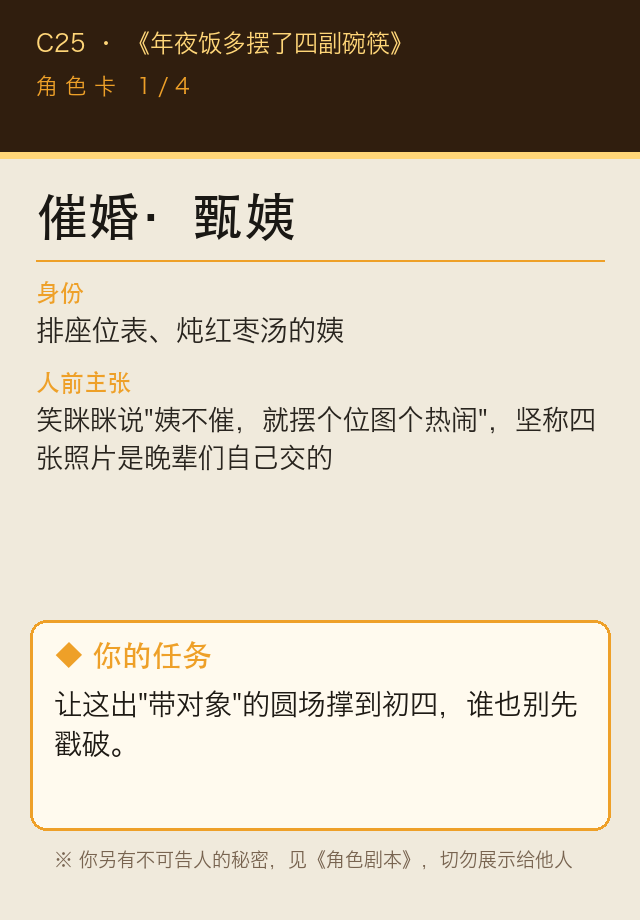 C25 · 《年夜饭多摆了四副碗筷》
角色卡 1/4
催婚· 甄姨
身份
排座位表、炖红枣汤的姨
人前主张
笑眯眯说"姨不催，就摆个位图个热闹"，坚称四
张照片是晚辈们自己交的
◆ 你的任务
让这出"带对象"的圆场撑到初四，谁也别先
戳破。
※ 你另有不可告人的秘密，见《角色剧本》，切勿展示给他人